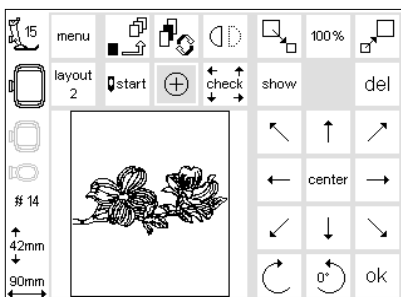 15
menu
100%
layout
2
start
check
show
del
center
# 14
42mm
90mm
0°
ok